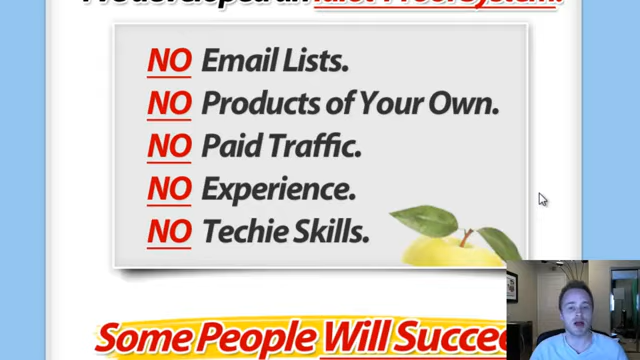 NO Email Lists.
NO Products of Your Own.
NO Paid Traffic.
NO Experience.
NO Techie Skills.
Some People Will